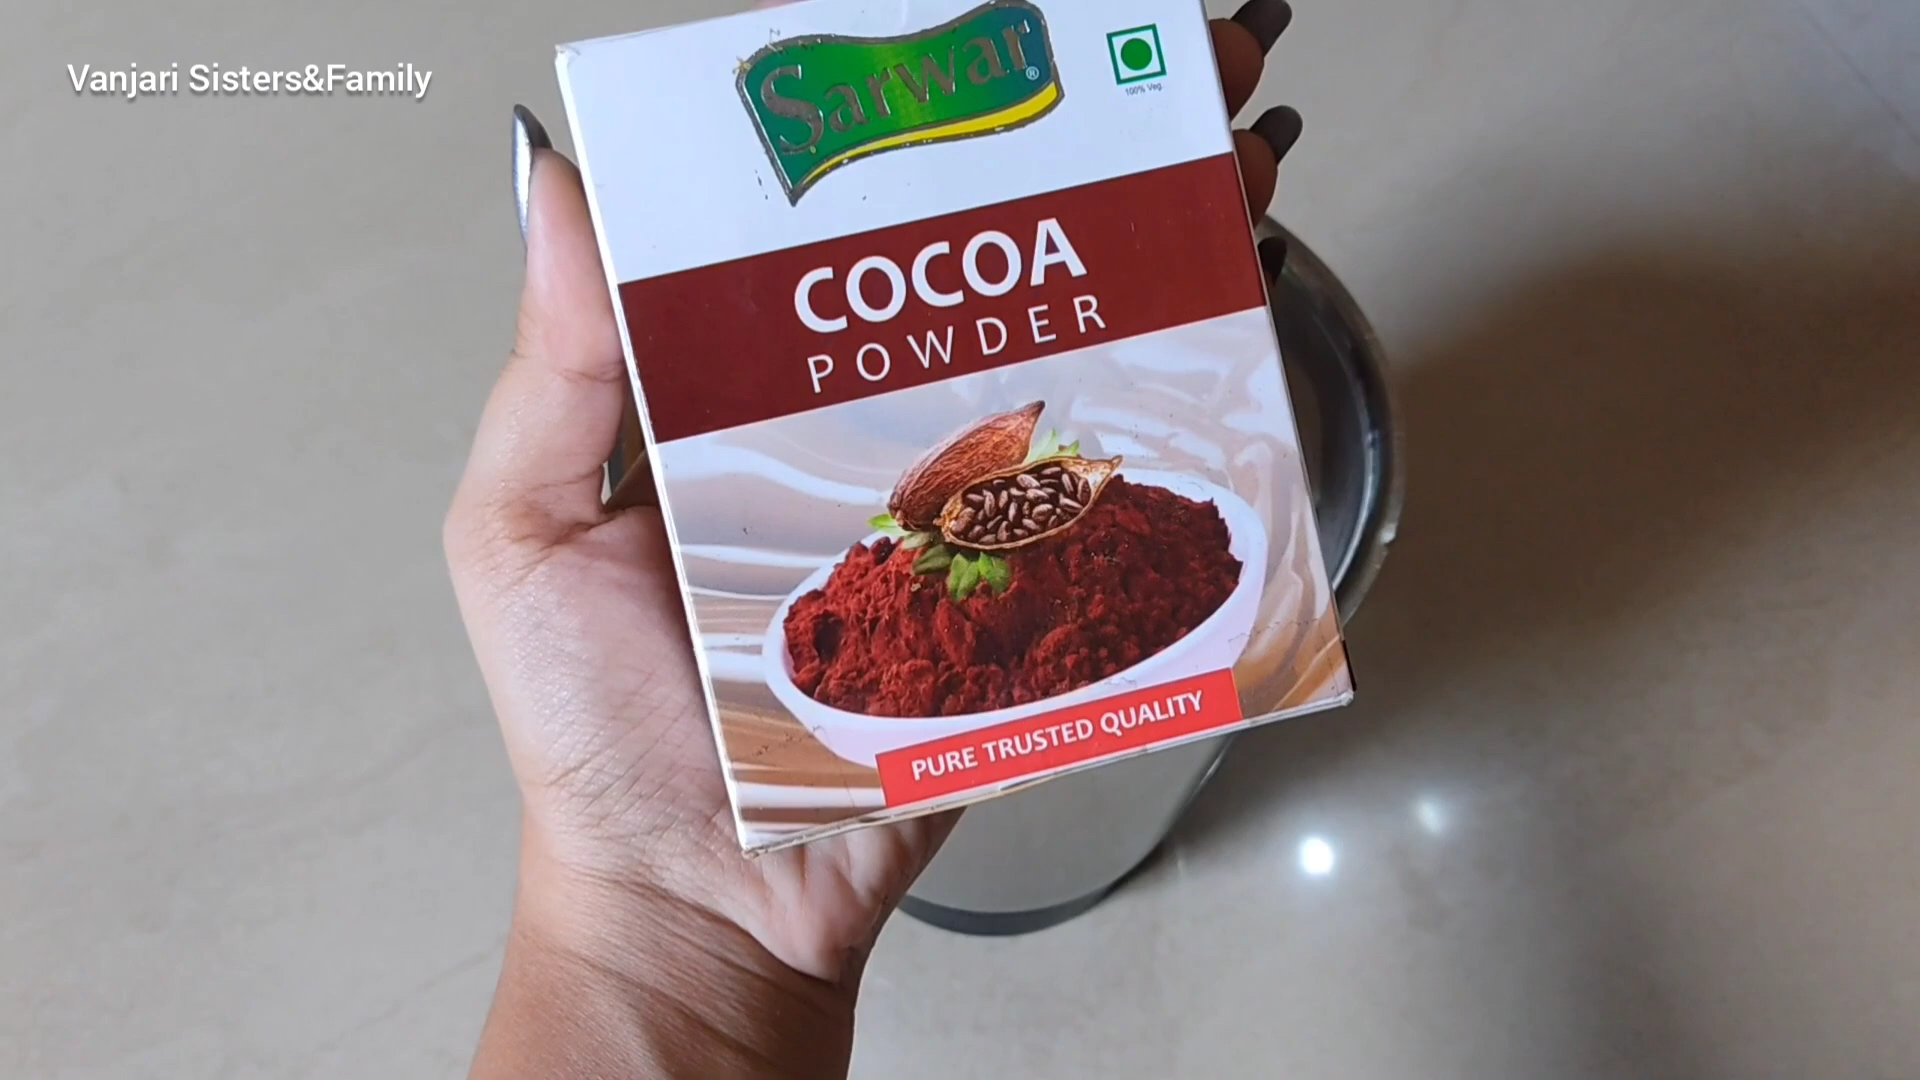 Vanjari Sisters&Family
Sarwar®
100% Veg
COCOA
POWDER
PURE TRUSTED QUALITY